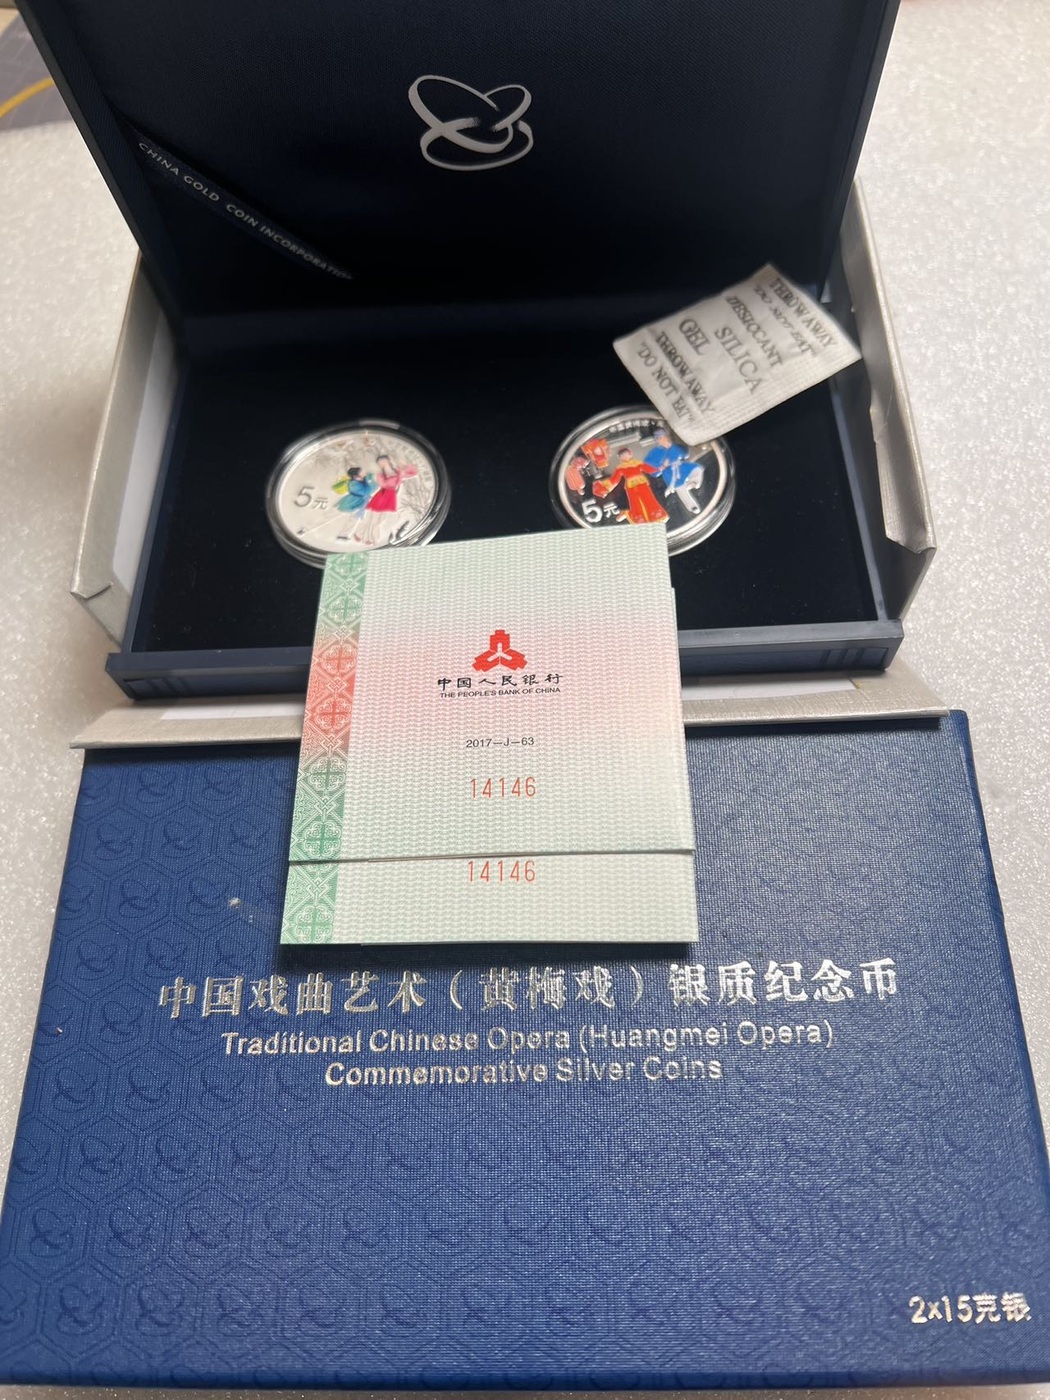 CHINA GOLD COIN INCORPORATION
THROW AWAY
"DO NOT EAT"
DESICCANT
SILICA
GEL
THROW AWAY
"DO NOT EAT"
5元
5元
中国人民银行
THE PEOPLE'S BANK OF CHINA
2017—J—63
14146
14146
中国戏曲艺术（黄梅戏）银质纪念币
Traditional Chinese Opera (Huangmei Opera)
Commemorative Silver Coins
2x15克银